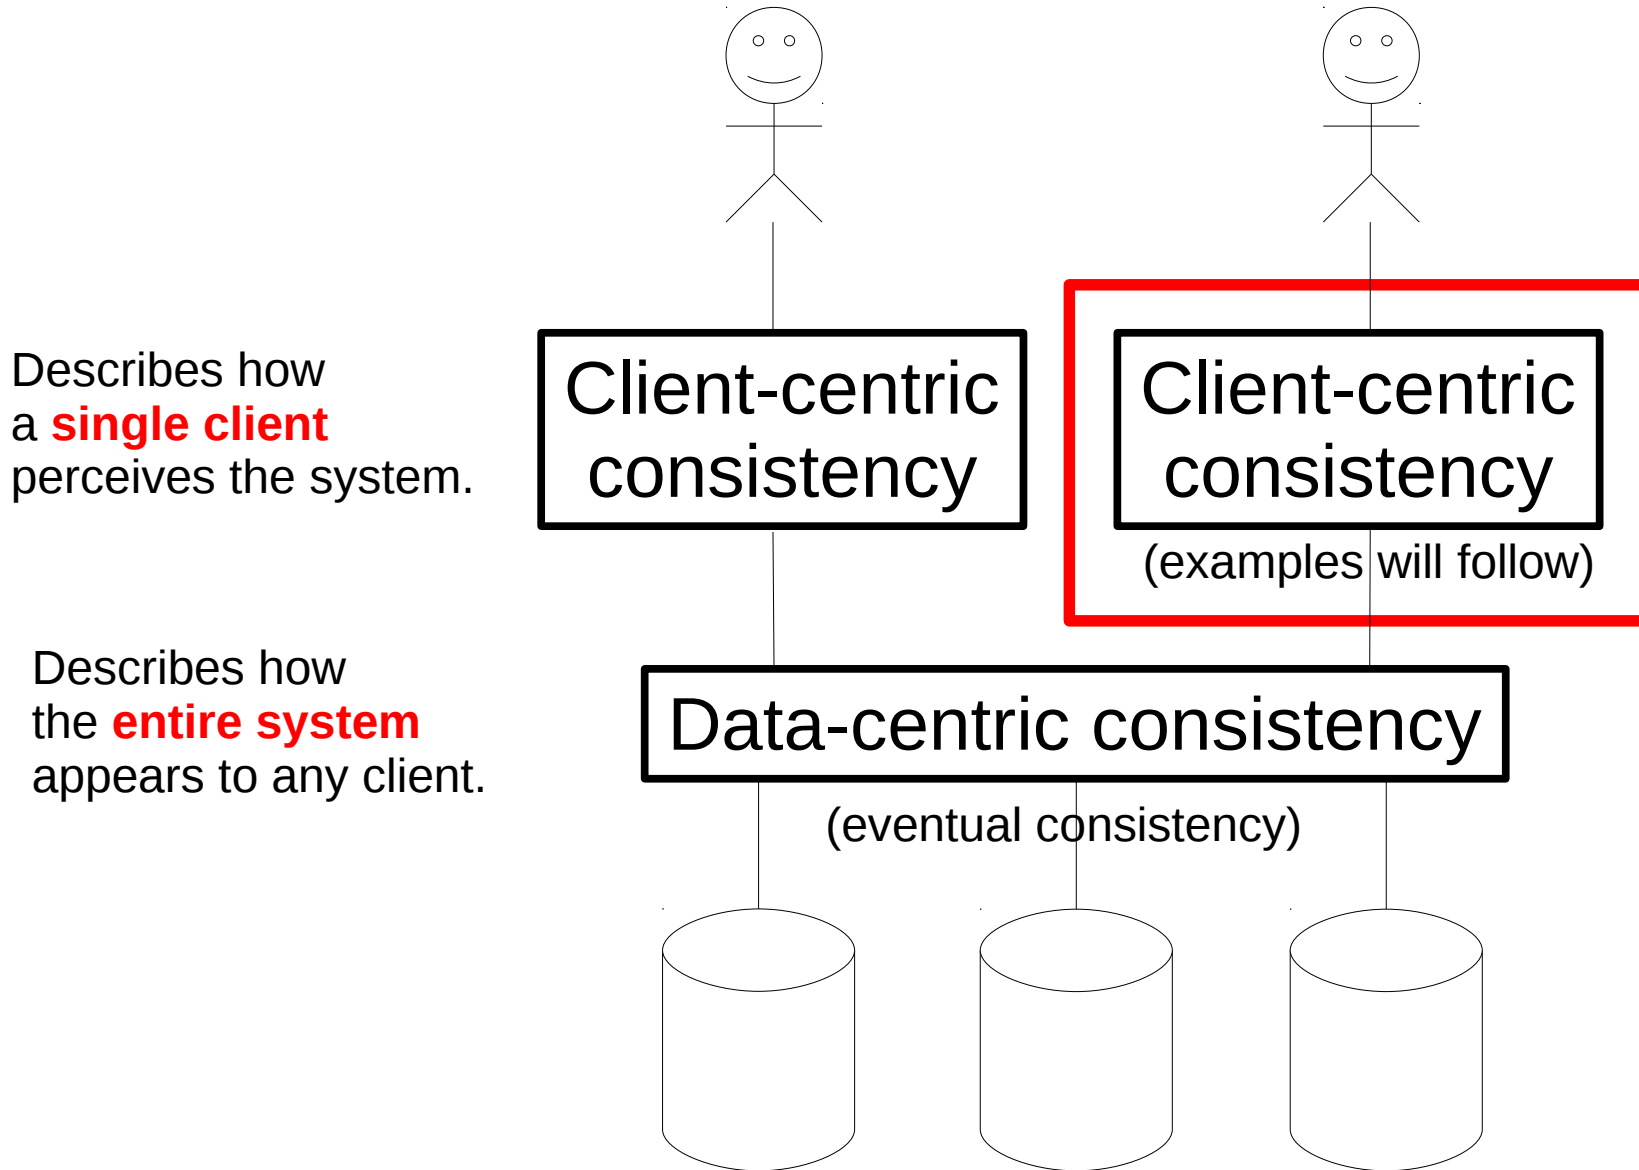 Describes how
a single client
perceives the system.
Client-centric
consistency
Client-centric
consistency
(examples will follow)
Describes how
the entire system
appears to any client.
Data-centric consistency
(eventual consistency)